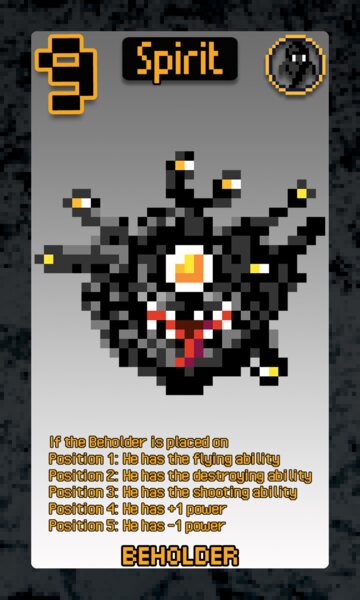 9
Spirit
If the Beholder is placed on
Position 1: He has the flying ability
Position 2: He has the destroying ability
Position 3: He has the shooting ability
Position 4: He has +1 power
Position 5: He has -1 power
BEHOLDER